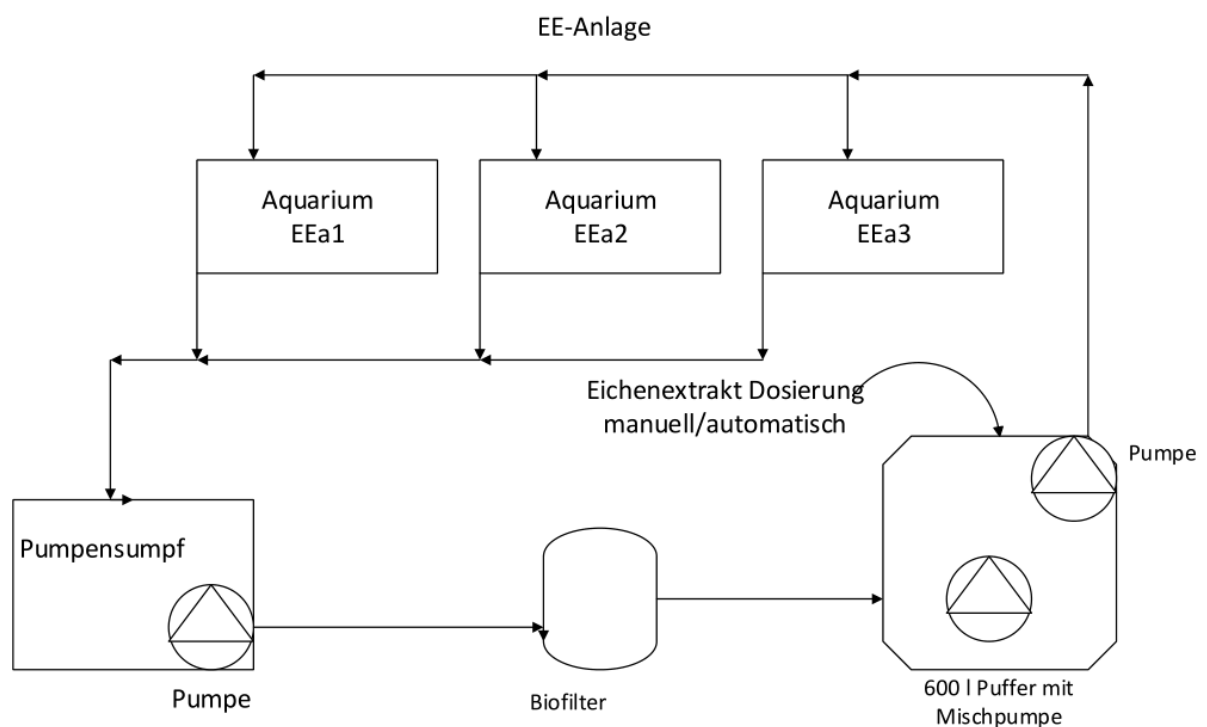 EE-Anlage
Aquarium
EEa1
Aquarium
EEa2
Aquarium
EEa3
Eichenextrakt Dosierung
manuell/automatisch
Pumpe
Pumpensumpf
Pumpe
Biofilter
600 l Puffer mit
Mischpumpe